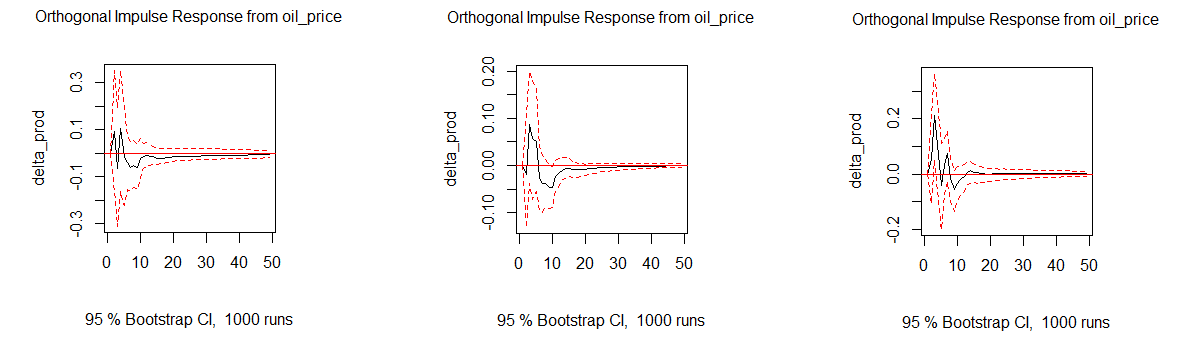 Orthogonal Impulse Response from oil_price
delta_prod
0.3
0.1
-0.1
-0.3
0 10 20 30 40 50
95 % Bootstrap CI, 1000 runs
Orthogonal Impulse Response from oil_price
delta_prod
0.20
0.10
0.00
-0.10
0 10 20 30 40 50
95 % Bootstrap CI, 1000 runs
Orthogonal Impulse Response from oil_price
delta_prod
0.2
0.0
-0.2
0 10 20 30 40 50
95 % Bootstrap CI, 1000 runs